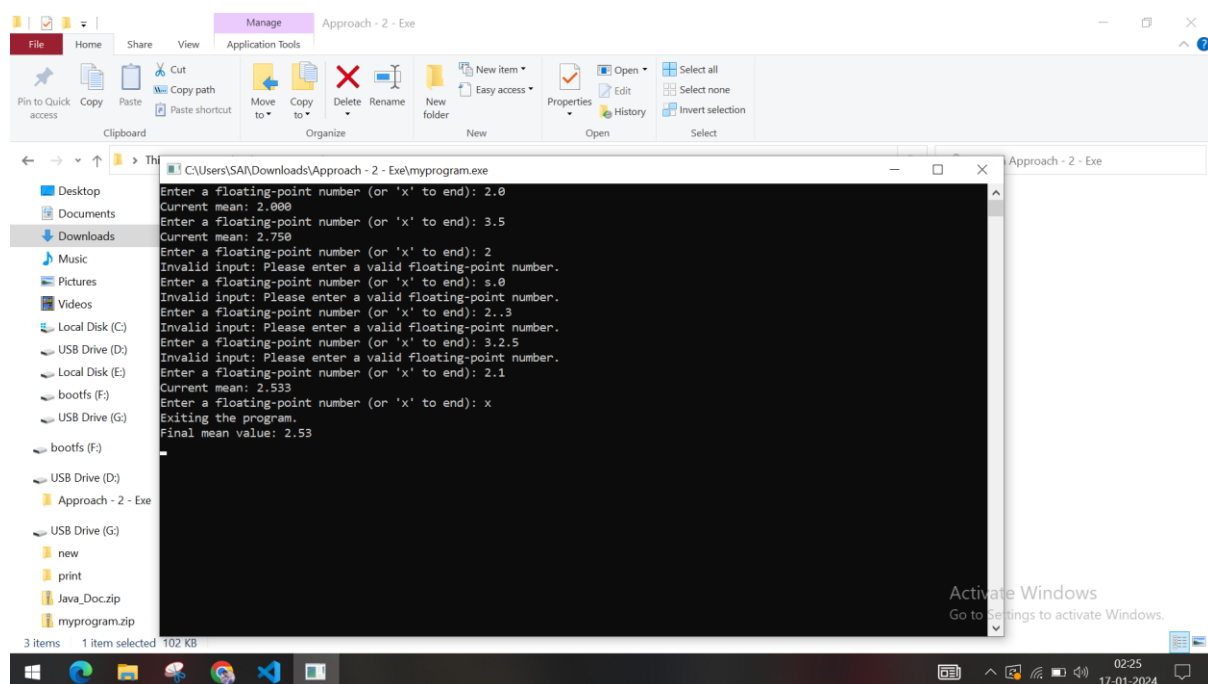 Manage
Approach - 2 - Exe
File Home Share View Application Tools
Pin to Quick access
Copy
Paste
Cut
Copy path
Paste shortcut
Clipboard
Move to
Copy to
Delete
Rename
Organize
New folder
New item
Easy access
New
Properties
Open
Edit
History
Open
Select all
Select none
Invert selection
Select
Thi
Approach - 2 - Exe
Desktop
Documents
Downloads
Music
Pictures
Videos
Local Disk (C:)
USB Drive (D:)
Local Disk (E:)
bootfs (F:)
USB Drive (G:)
bootfs (F:)
USB Drive (D:)
Approach - 2 - Exe
USB Drive (G:)
new
print
Java_Doc.zip
myprogram.zip
3 items 1 item selected 102 KB
C:\Users\SAI\Downloads\Approach - 2 - Exe\myprogram.exe
Enter a floating-point number (or 'x' to end): 2.0
Current mean: 2.000
Enter a floating-point number (or 'x' to end): 3.5
Current mean: 2.750
Enter a floating-point number (or 'x' to end): 2
Invalid input: Please enter a valid floating-point number.
Enter a floating-point number (or 'x' to end): s.0
Invalid input: Please enter a valid floating-point number.
Enter a floating-point number (or 'x' to end): 2..3
Invalid input: Please enter a valid floating-point number.
Enter a floating-point number (or 'x' to end): 3.2.5
Invalid input: Please enter a valid floating-point number.
Enter a floating-point number (or 'x' to end): 2.1
Current mean: 2.533
Enter a floating-point number (or 'x' to end): x
Exiting the program.
Final mean value: 2.53
Activate Windows
Go to Settings to activate Windows.
02:25
17-01-2024